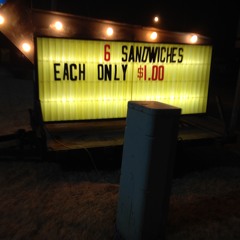 6 SANDWICHES
EACH ONLY $1.00